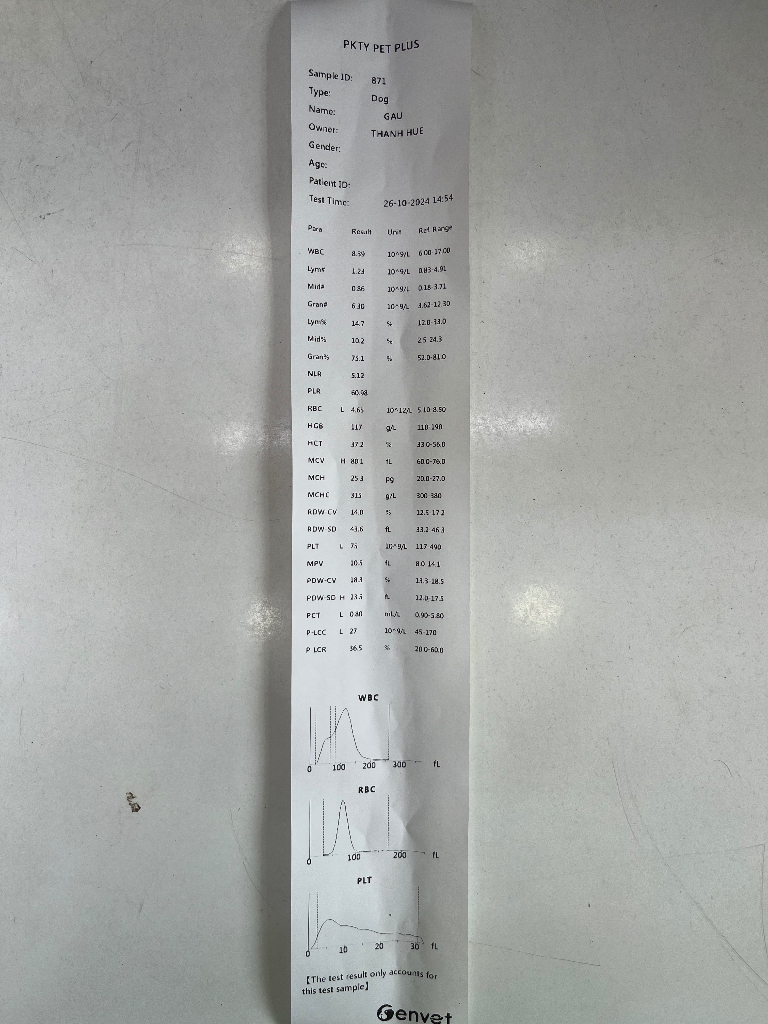 PKTY PET PLUS
Sample ID: 871
Type: Dog
Name: GAU
Owner: THANH HUE
Gender:
Age:
Patient ID:
Test Time: 26-10-2024 14:54
Para Result Unit Ref. Range
WBC 8.39 10^9/L 6.00-17.00
Lym# 1.23 10^9/L 0.83-4.91
Mid# 0.86 10^9/L 0.18-3.71
Gran# 6.30 10^9/L 3.62-12.30
Lym% 14.7 % 12.0-33.0
Mid% 10.2 % 2.5-24.3
Gran% 75.1 % 52.0-81.0
NLR 5.12
PLR 60.98
RBC L 4.65 10^12/L 5.10-8.50
HGB 117 g/L 110-190
HCT 37.2 % 33.0-56.0
MCV H 80.1 fL 60.0-76.0
MCH 25.3 pg 20.0-27.0
MCHC 315 g/L 300-380
RDW-CV 14.0 % 12.5-17.2
RDW-SD 43.6 fL 33.2-46.3
PLT L 75 10^9/L 117-490
MPV 10.5 fL 8.0-14.1
PDW-CV 18.3 % 13.3-18.5
PDW-SD H 23.5 fL 12.0-17.5
PCT L 0.80 mL/L 0.90-5.80
P-LCC L 27 10^9/L 45-170
P-LCR 36.5 % 20.0-60.0
WBC
0 100 200 300 fL
RBC
0 100 200 fL
PLT
0 10 20 30 fL
【The test result only accounts for
this test sample】
Genvet